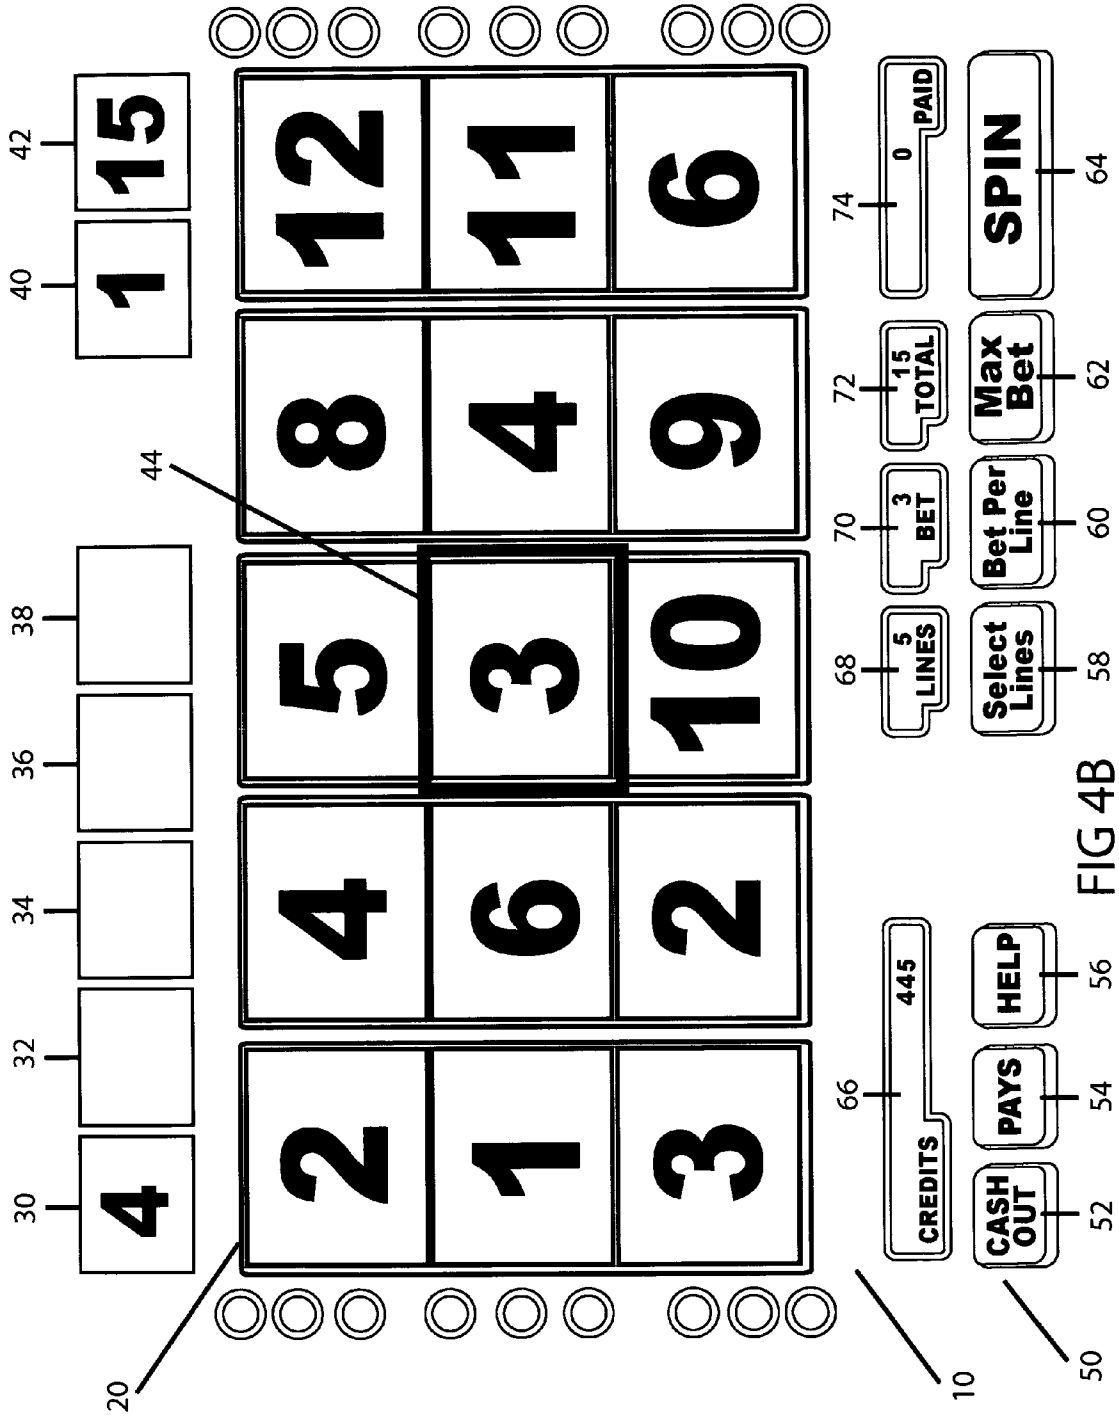 30 32 34 36 38 40 42
4 1 15
20 44
2 4 5 8 12
1 6 3 4 11
3 2 10 9 6
66 68 70 72 74
445 5 3 15 0
CREDITS LINES BET TOTAL PAID
10
CASH OUT
PAYS
HELP
Select Lines
Bet Per Line
Max Bet
SPIN
50 52 54 56 58 60 62 64
FIG 4B